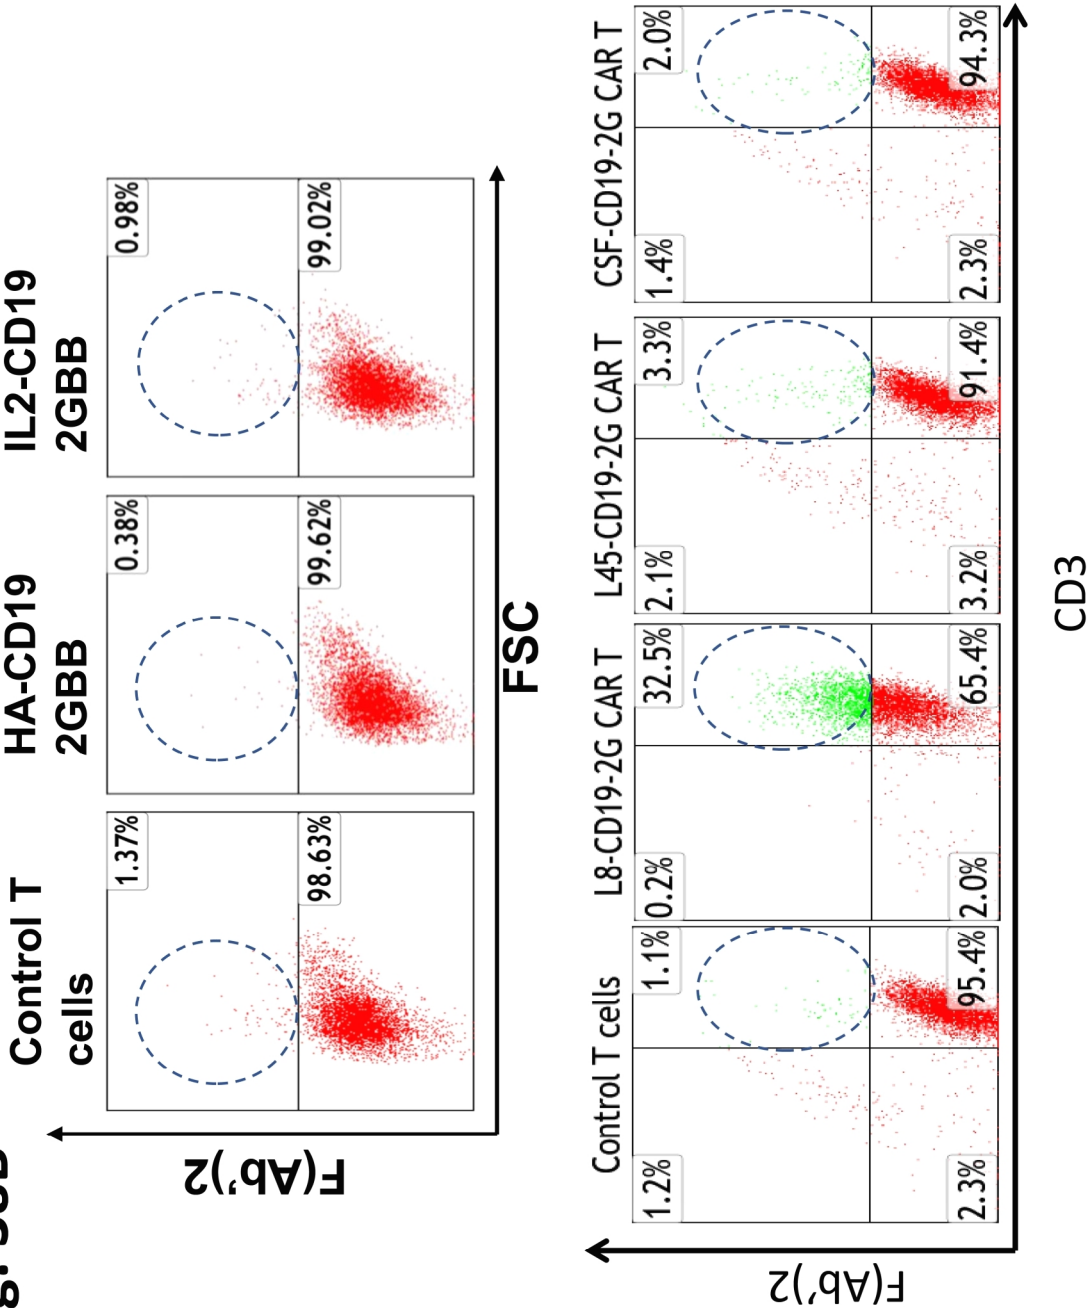 Control T
cells
HA-CD19
2GBB
IL2-CD19
2GBB
1.37%
0.38%
0.98%
98.63%
99.62%
99.02%
F(Ab’)2
FSC
Control T cells
L8-CD19-2G CAR T
L45-CD19-2G CAR T
CSF-CD19-2G CAR T
1.2%
1.1%
0.2%
32.5%
2.1%
3.3%
1.4%
2.0%
2.3%
95.4%
2.0%
65.4%
3.2%
91.4%
2.3%
94.3%
F(Ab’)2
CD3